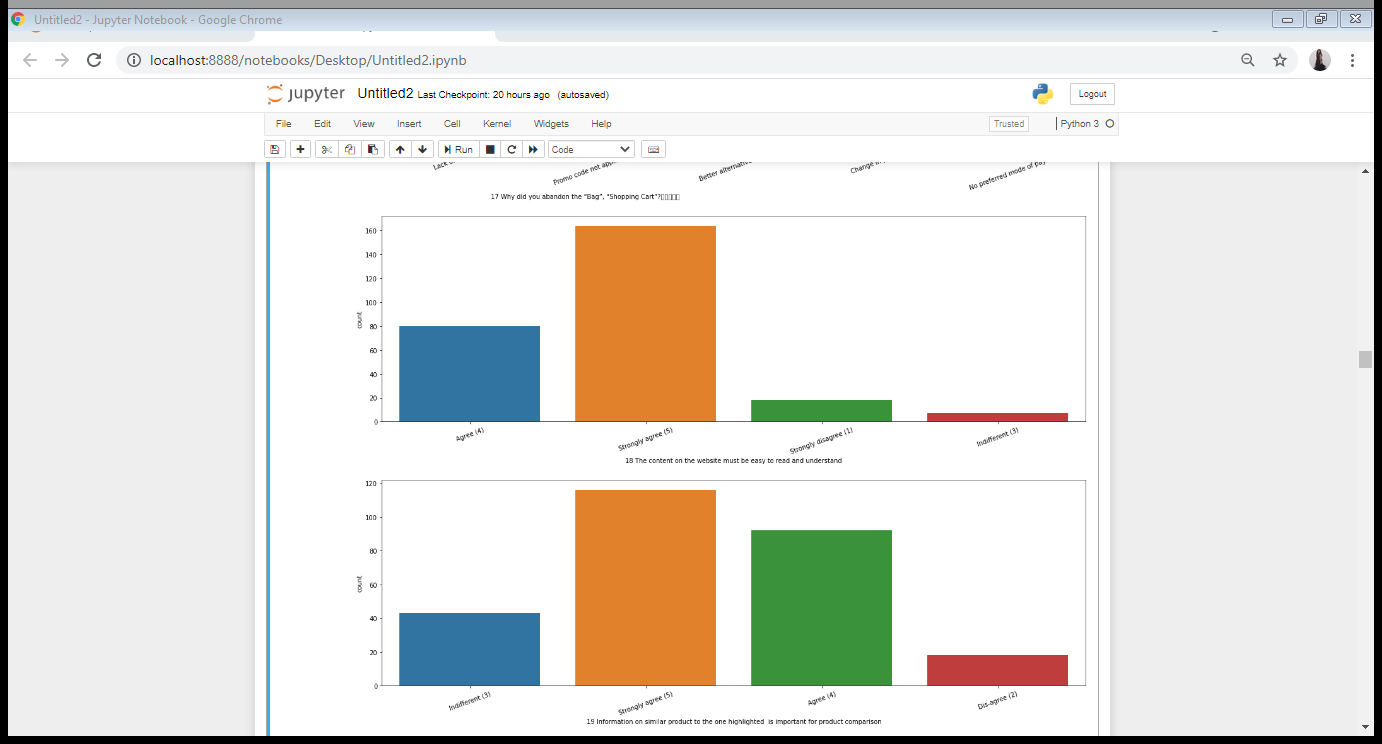 Untitled2 - Jupyter Notebook - Google Chrome
localhost:8888/notebooks/Desktop/Untitled2.ipynb
jupyter Untitled2 Last Checkpoint: 20 hours ago (autosaved)
Logout
File Edit View Insert Cell Kernel Widgets Help
Trusted Python 3
Run Code
Lack
Promo code not
Better
Change in
No preferred mode of
17 Why did you abandon the “Bag”, “Shopping Cart”?
160
140
120
100
80
60
40
20
0
count
Agree (4)
Strongly agree (5)
Strongly disagree (1)
Indifferent (3)
18 The content on the website must be easy to read and understand
120
100
80
60
40
20
0
count
Indifferent (3)
Strongly agree (5)
Agree (4)
Dis-agree (2)
19 Information on similar product to the one highlighted  is important for product comparison